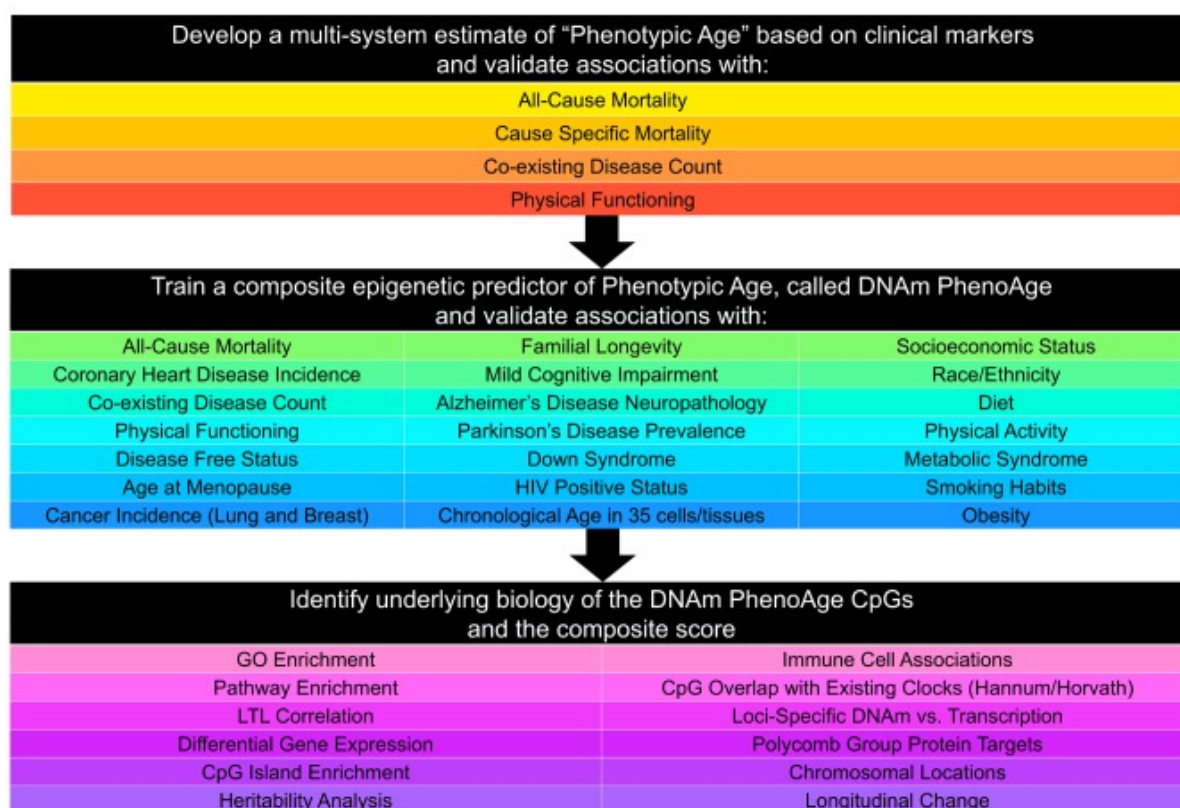 Develop a multi-system estimate of “Phenotypic Age” based on clinical markers
and validate associations with:
All-Cause Mortality
Cause Specific Mortality
Co-existing Disease Count
Physical Functioning
Train a composite epigenetic predictor of Phenotypic Age, called DNAm PhenoAge
and validate associations with:
All-Cause Mortality
Familial Longevity
Socioeconomic Status
Coronary Heart Disease Incidence
Mild Cognitive Impairment
Race/Ethnicity
Co-existing Disease Count
Alzheimer’s Disease Neuropathology
Diet
Physical Functioning
Parkinson’s Disease Prevalence
Physical Activity
Disease Free Status
Down Syndrome
Metabolic Syndrome
Age at Menopause
HIV Positive Status
Smoking Habits
Cancer Incidence (Lung and Breast)
Chronological Age in 35 cells/tissues
Obesity
Identify underlying biology of the DNAm PhenoAge CpGs
and the composite score
GO Enrichment
Immune Cell Associations
Pathway Enrichment
CpG Overlap with Existing Clocks (Hannum/Horvath)
LTL Correlation
Loci-Specific DNAm vs. Transcription
Differential Gene Expression
Polycomb Group Protein Targets
CpG Island Enrichment
Chromosomal Locations
Heritability Analysis
Longitudinal Change